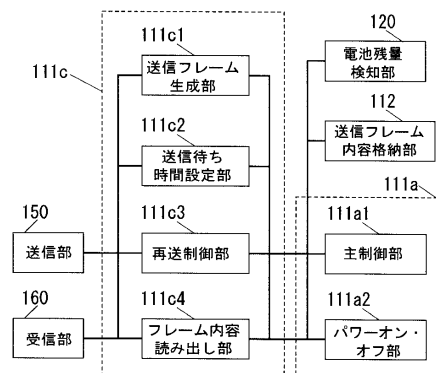 111c
111c1
送信フレーム
生成部
111c2
送信待ち
時間設定部
111c3
再送制御部
111c4
フレーム内容
読み出し部
150
送信部
160
受信部
120
電池残量
検知部
112
送信フレーム
内容格納部
111a
111a1
主制御部
111a2
パワーオン・
オフ部